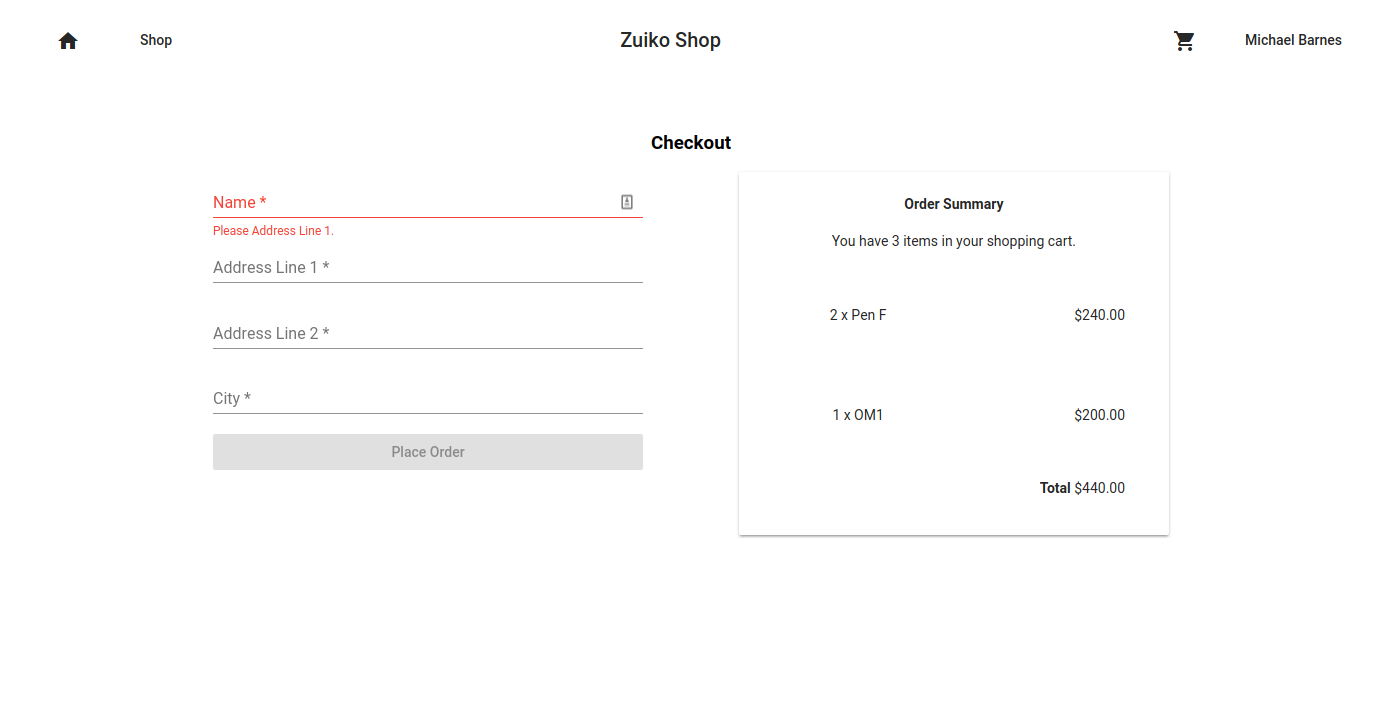 Shop
Zuiko Shop
Michael Barnes
Checkout
Name *
Please Address Line 1.
Address Line 1 *
Address Line 2 *
City *
Place Order
Order Summary
You have 3 items in your shopping cart.
2 x Pen F $240.00
1 x OM1 $200.00
Total $440.00